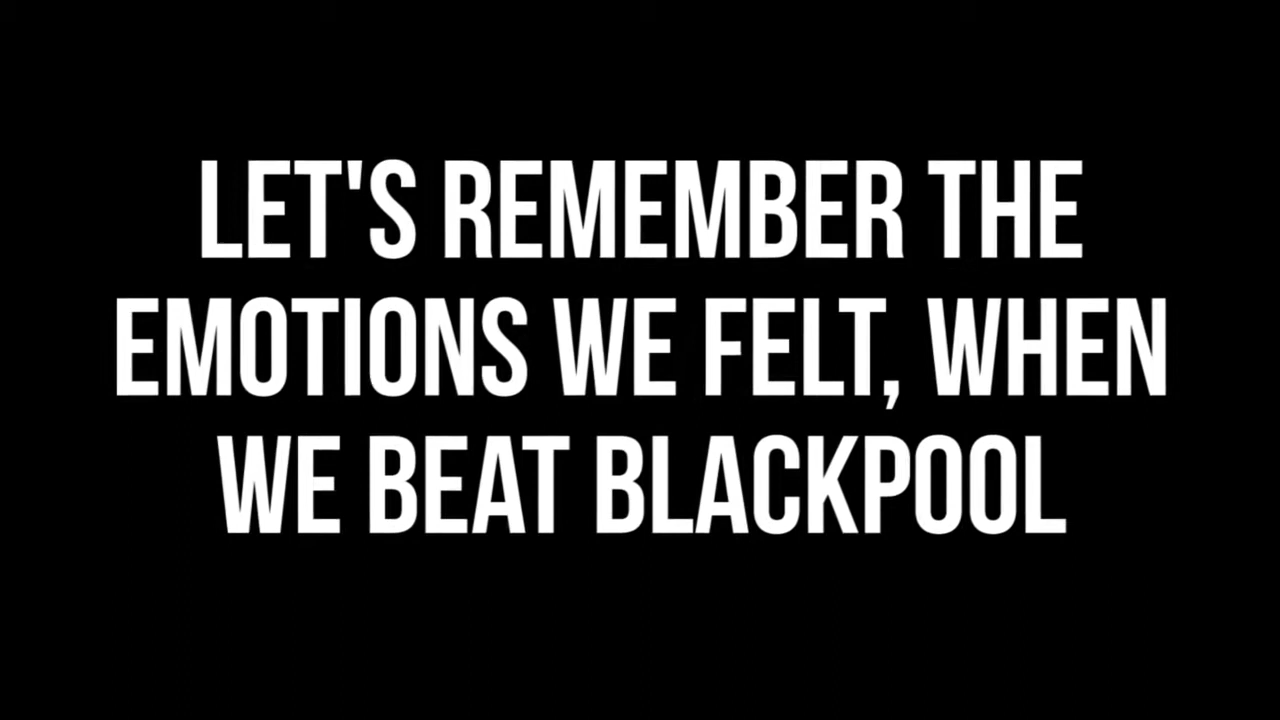 LET'S REMEMBER THE
EMOTIONS WE FELT, WHEN
WE BEAT BLACKPOOL